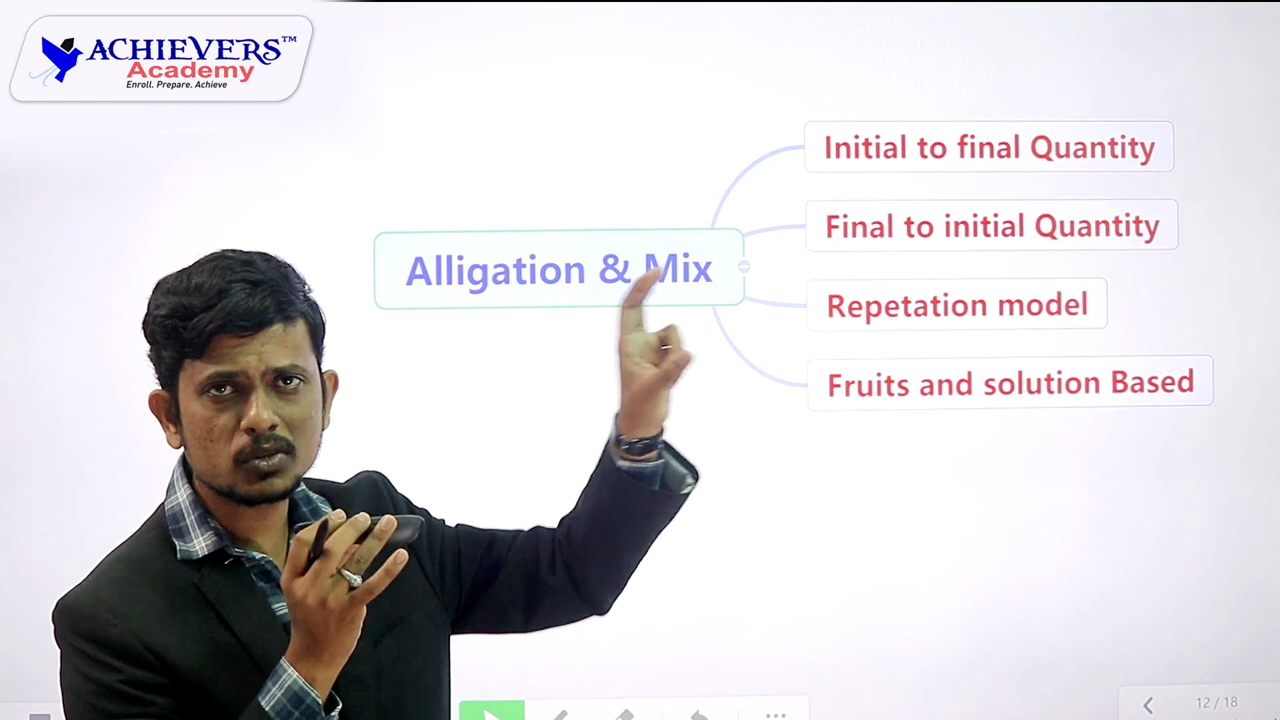 ACHIEVERS™
Academy
Enroll. Prepare. Achieve
Initial to final Quantity
Final to initial Quantity
Alligation & Mix
Repetation model
Fruits and solution Based
12 / 18